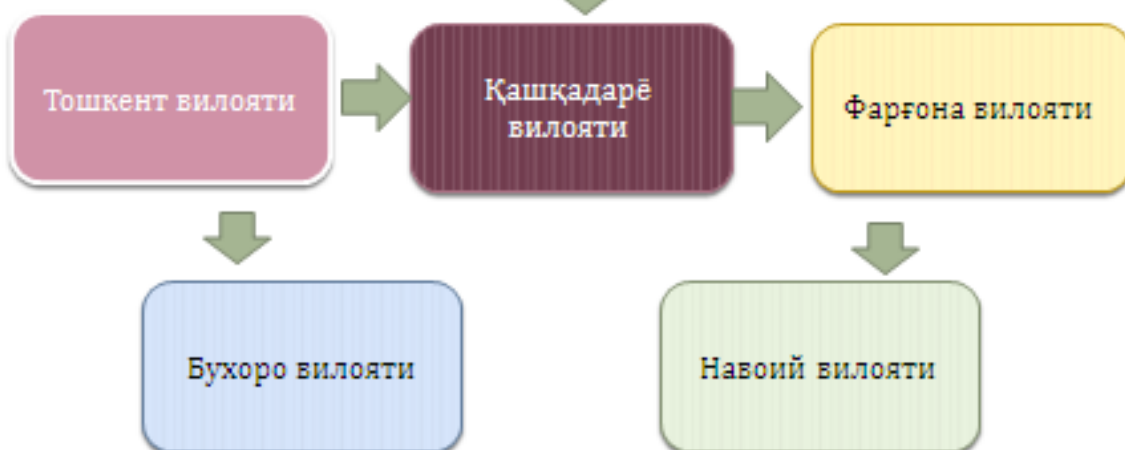 Тошкент вилояти
Қашқадарё
вилояти
Фарғона вилояти
Бухоро вилояти
Навоий вилояти